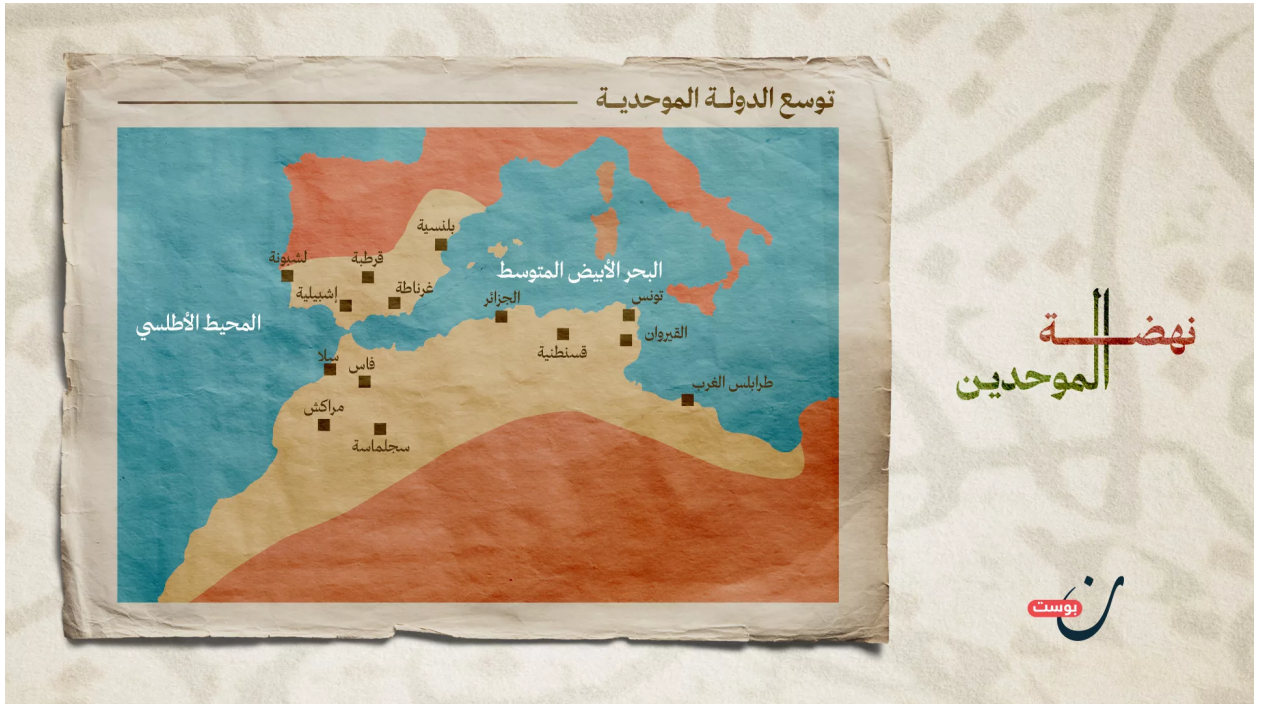 توسع الدولة الموحدية
بلنسية
لشبونة
قرطبة
إشبيلية
غرناطة
البحر الأبيض المتوسط
الجزائر
تونس
قسنطنية
القيروان
المحيط الأطلسي
سلا
فاس
طرابلس الغرب
مراكش
سجلماسة
نهضة
الموحدين
ن
بوست